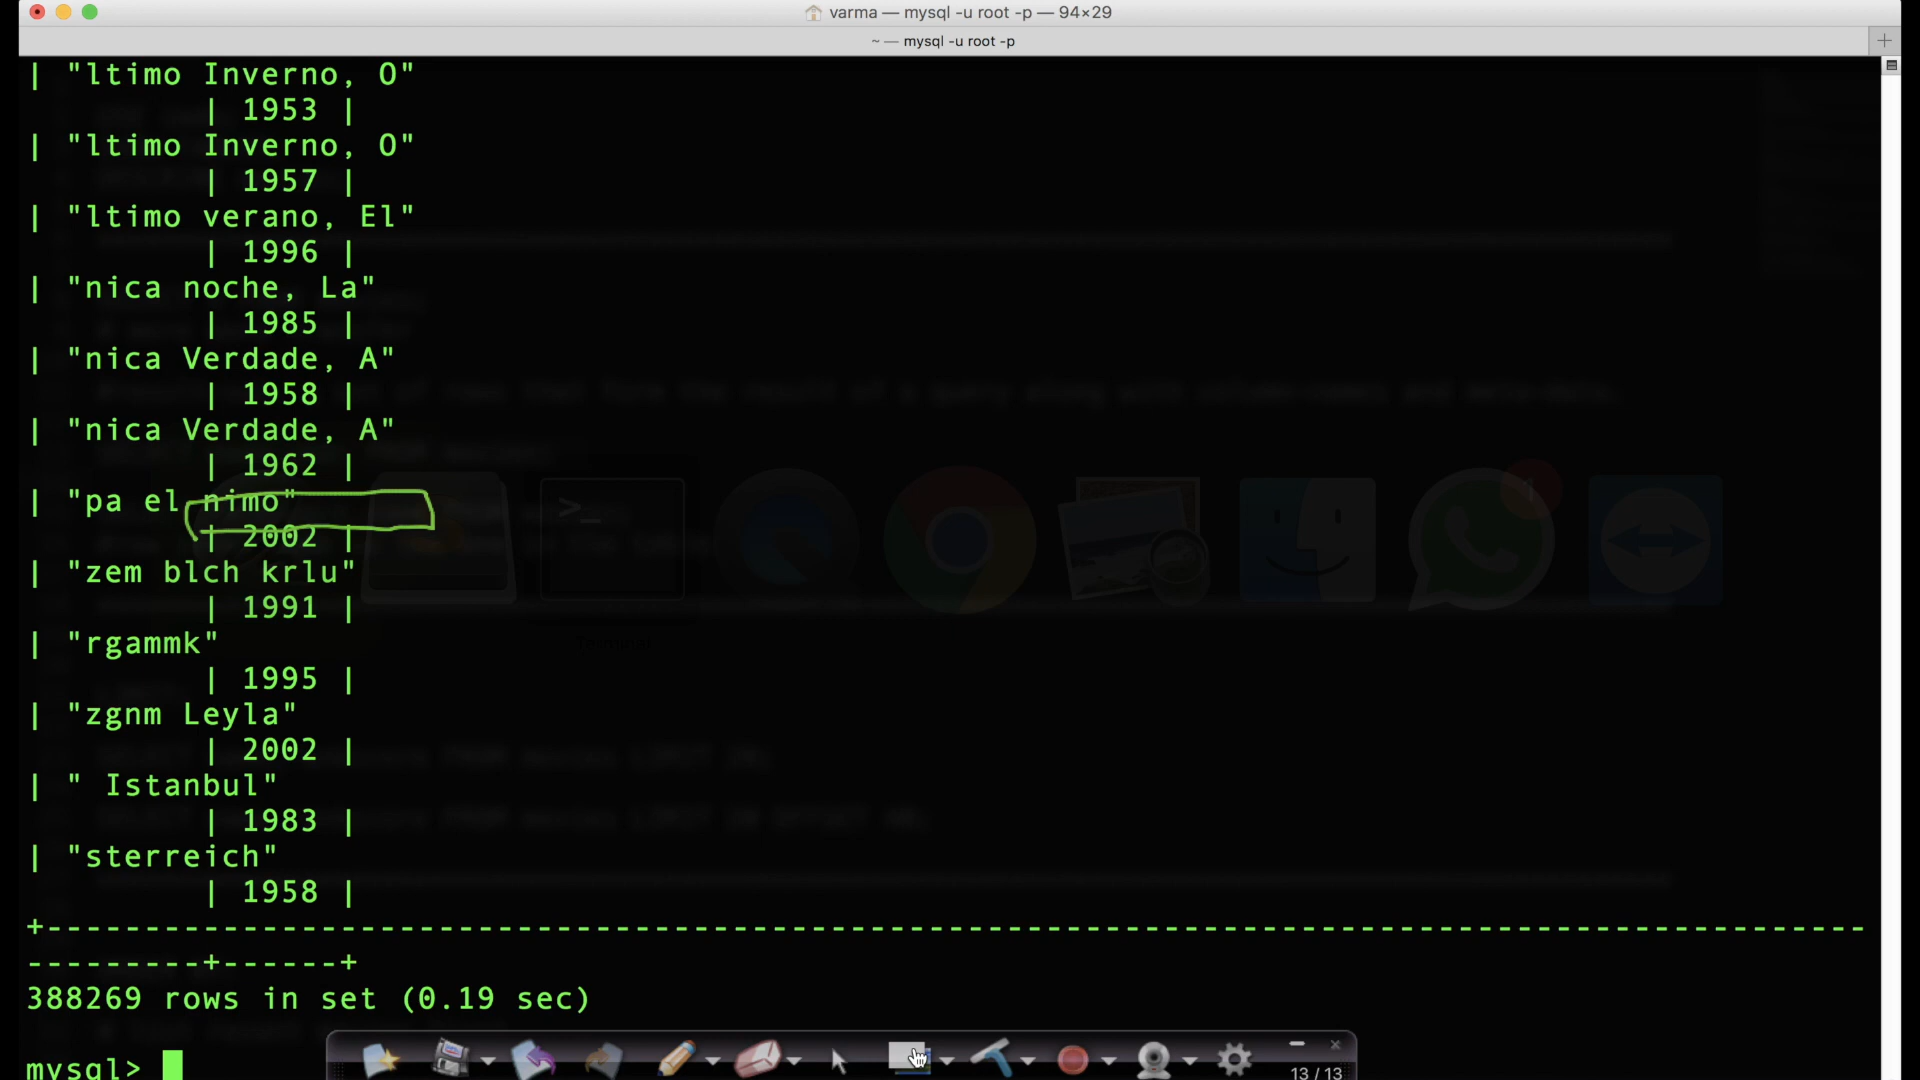 varma — mysql -u root -p — 94×29
~ — mysql -u root -p
| "ltimo Inverno, O"
| 1953 |
| "ltimo Inverno, O"
| 1957 |
| "ltimo verano, El"
| 1996 |
| "nica noche, La"
| 1985 |
| "nica Verdade, A"
| 1958 |
| "nica Verdade, A"
| 1962 |
| "pa el nimo"
| 2002 |
| "zem blch krlu"
| 1991 |
| "rgammk"
| 1995 |
| "zgnm Leyla"
| 2002 |
| " Istanbul"
| 1983 |
| "sterreich"
| 1958 |
+----------------------------------------------------------------------------------------------
---------+------+
388269 rows in set (0.19 sec)
mysql>
13 / 13